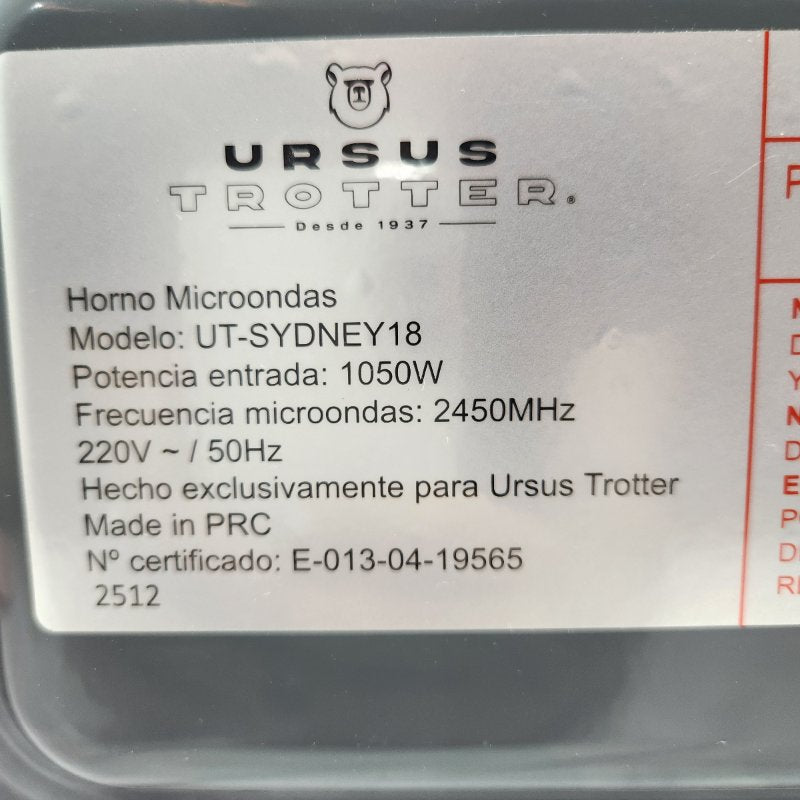 URSUS
TROTTER®
Desde 1937
Horno Microondas
Modelo: UT-SYDNEY18
Potencia entrada: 1050W
Frecuencia microondas: 2450MHz
220V ~ / 50Hz
Hecho exclusivamente para Ursus Trotter
Made in PRC
Nº certificado: E-013-04-19565
2512